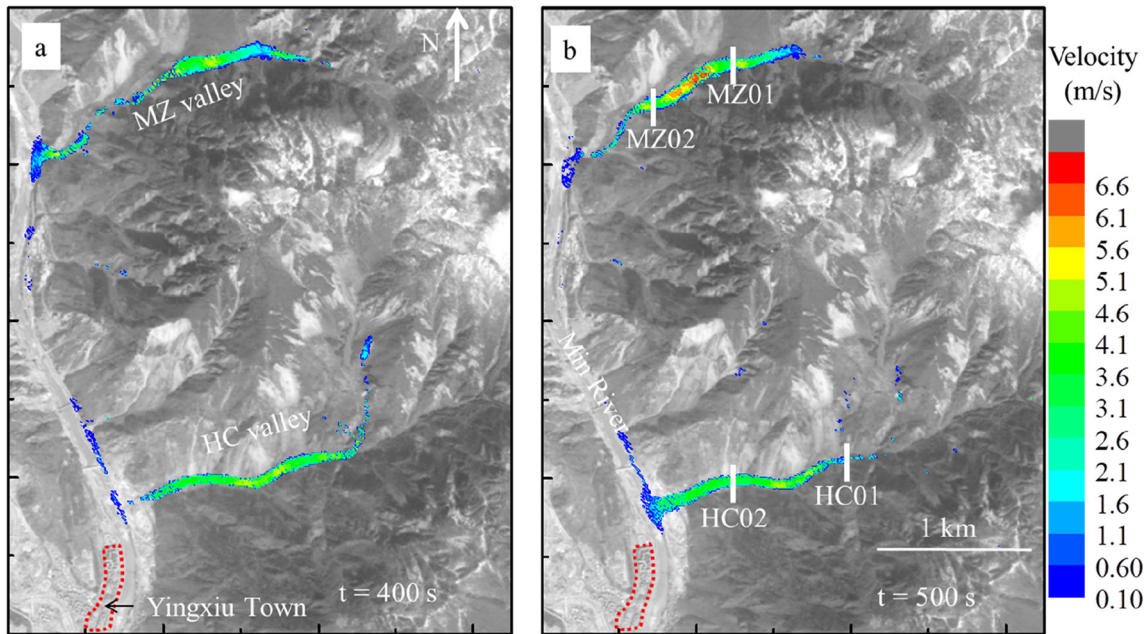 a
N
MZ valley
HC valley
t = 400 s
Yingxiu Town
b
MZ01
MZ02
Min River
HC01
HC02
1 km
t = 500 s
Velocity
(m/s)
6.6
6.1
5.6
5.1
4.6
4.1
3.6
3.1
2.6
2.1
1.6
1.1
0.60
0.10